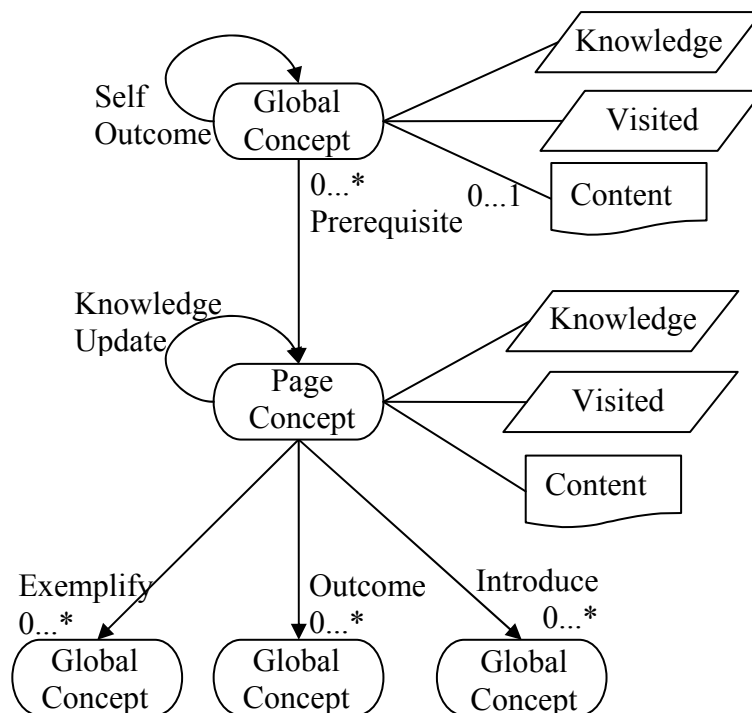 Knowledge
Self
Outcome
Global
Concept
Visited
0...*
Prerequisite
0...1
Content
Knowledge
Update
Knowledge
Page
Concept
Visited
Content
Exemplify
0...*
Outcome
0...*
Introduce
0...*
Global
Concept
Global
Concept
Global
Concept